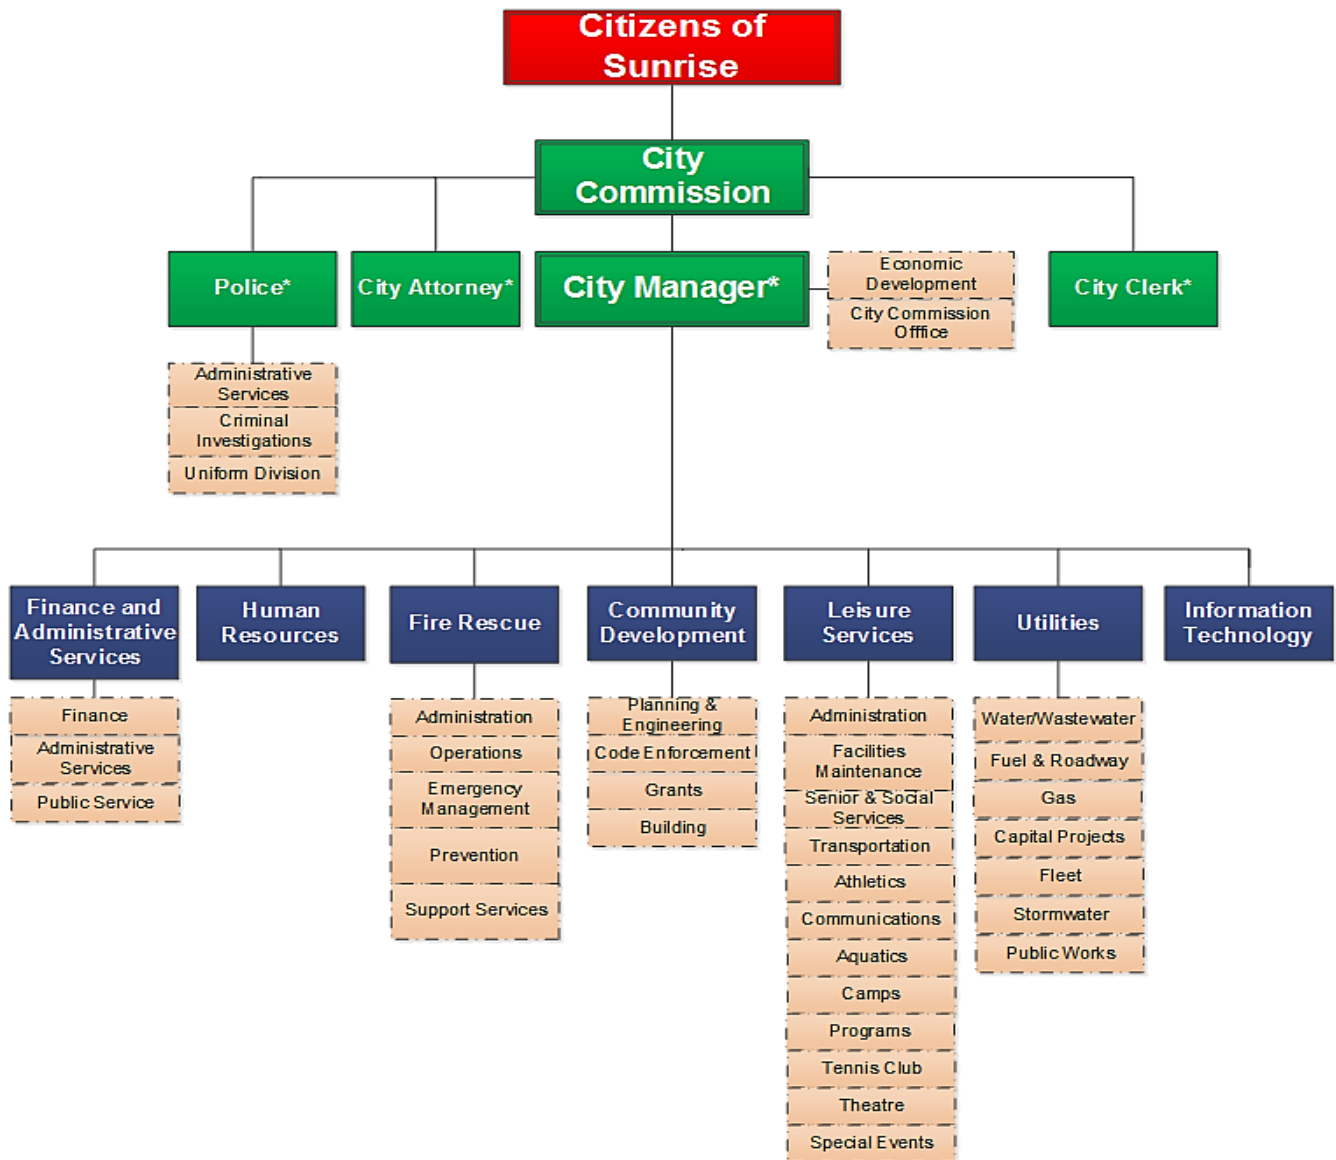 Citizens of
Sunrise
City
Commission
Police*
City Attorney*
City Manager*
Economic
Development
City Commission
Offfice
City Clerk*
Administrative
Services
Criminal
Investigations
Uniform Division
Finance and
Administrative
Services
Human
Resources
Fire Rescue
Community
Development
Leisure
Services
Utilities
Information
Technology
Finance
Administrative
Services
Public Service
Administration
Operations
Emergency
Management
Prevention
Support Services
Planning &
Engineering
Code Enforcement
Grants
Building
Administration
Facilities
Maintenance
Senior & Social
Services
Transportation
Athletics
Communications
Aquatics
Camps
Programs
Tennis Club
Theatre
Special Events
Water/Wastewater
Fuel & Roadway
Gas
Capital Projects
Fleet
Stormwater
Public Works